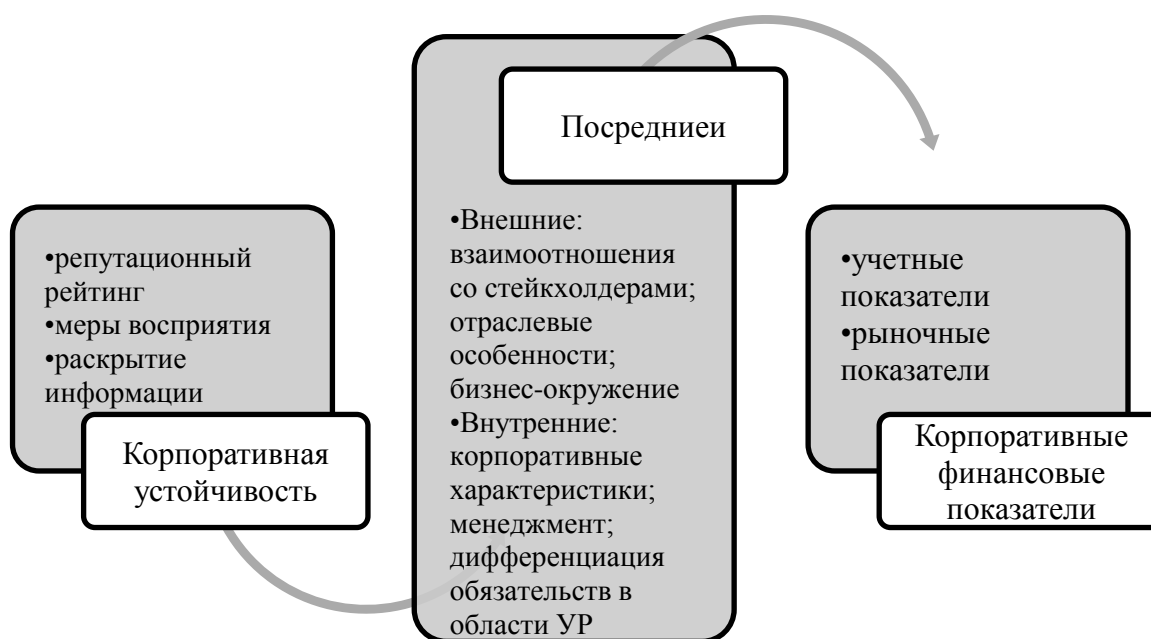 •репутационный
рейтинг
•меры восприятия
•раскрытие
информации
Корпоративная
устойчивость
Посредниеи
•Внешние:
взаимоотношения
со стейкхолдерами;
отраслевые
особенности;
бизнес-окружение
•Внутренние:
корпоративные
характеристики;
менеджмент;
дифференциация
обязательств в
области УР
•учетные
показатели
•рыночные
показатели
Корпоративные
финансовые
показатели